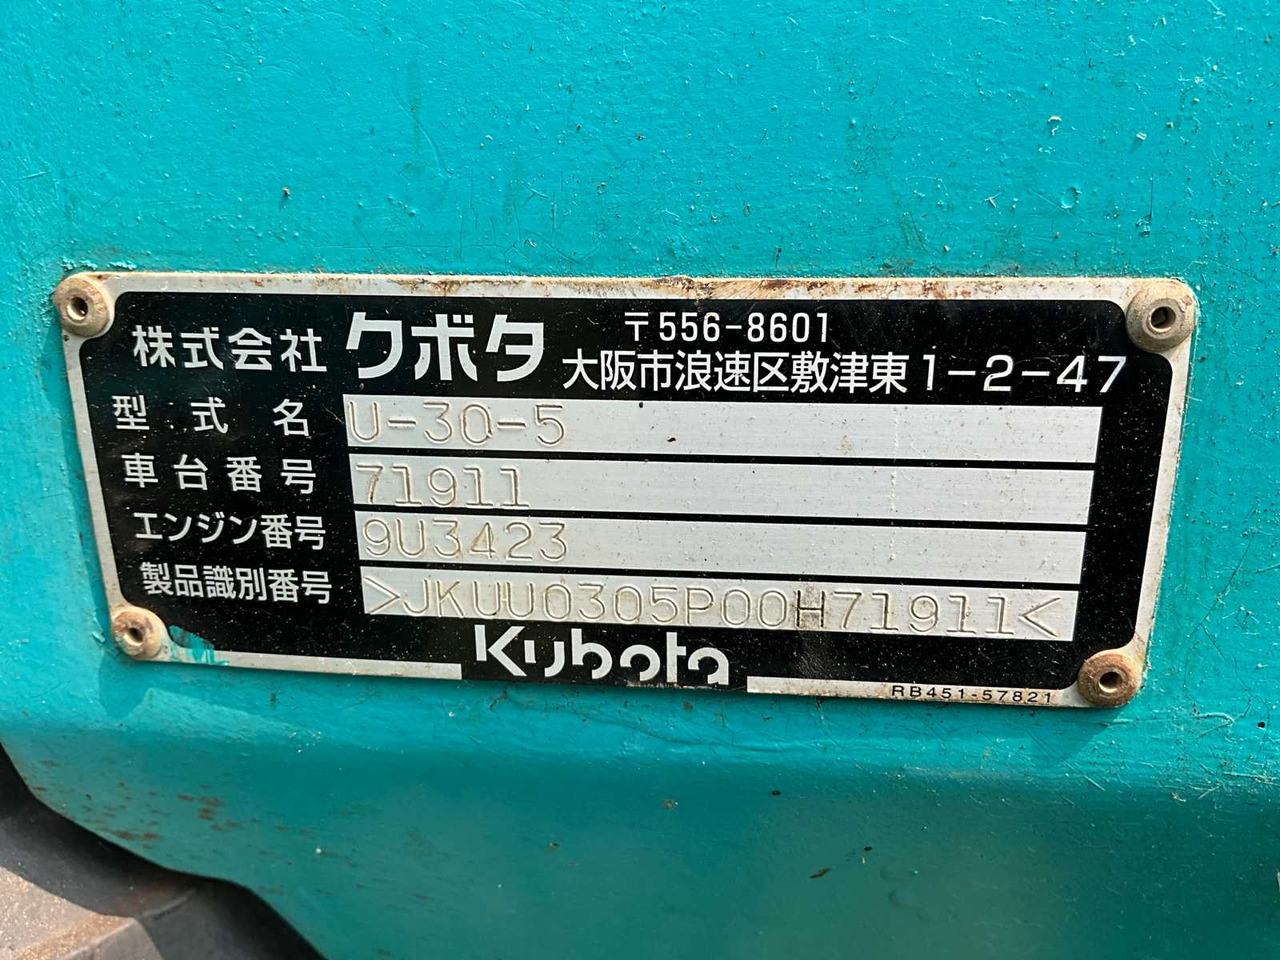 株式会社 クボタ 〒556-8601
大阪市浪速区敷津東1-2-47
型式名 U-30-5
車台番号 71911
エンジン番号 9U3423
製品識別番号 >JKUU0305P00H71911<
Kubota
RB451-57821